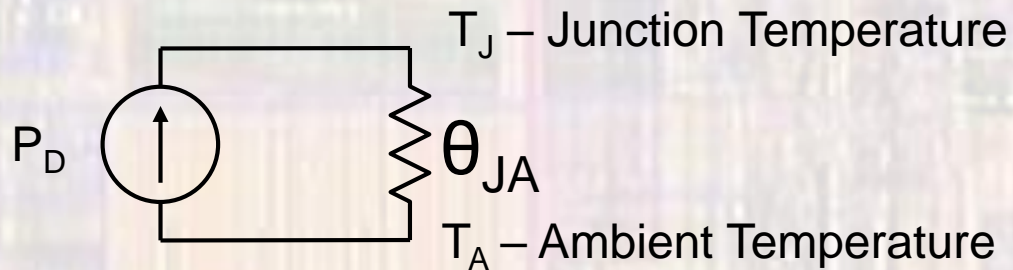 T_J – Junction Temperature
P_D
θ_JA
T_A – Ambient Temperature